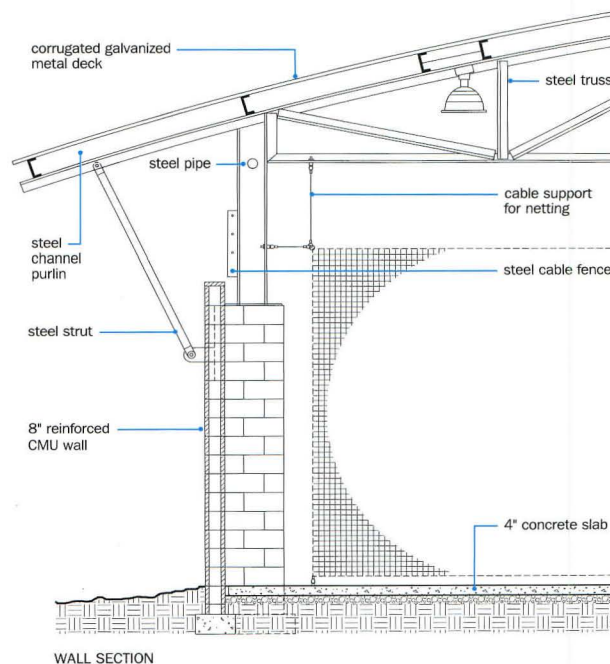 corrugated galvanized
metal deck
steel truss
steel pipe
cable support
for netting
steel
channel
purlin
steel cable fence
steel strut
8" reinforced
CMU wall
4" concrete slab
WALL SECTION